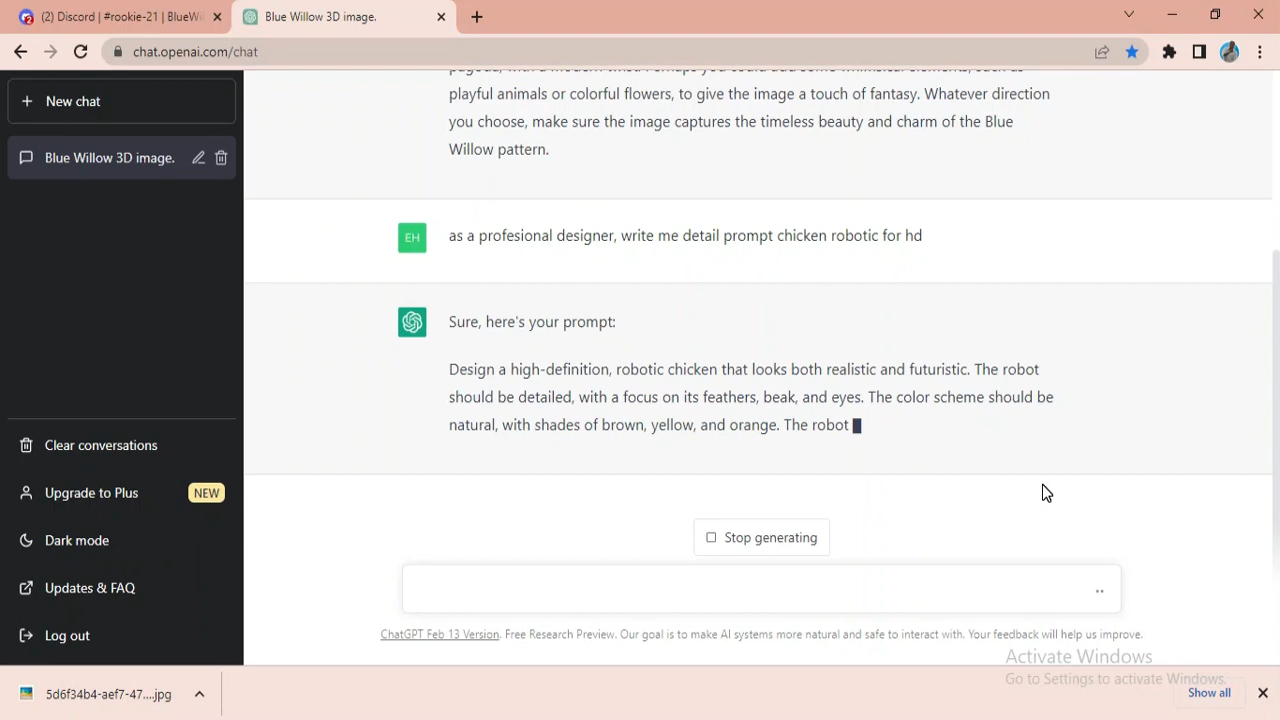 (2) Discord | #rookie-21 | BlueWi
Blue Willow 3D image.
chat.openai.com/chat
New chat
Blue Willow 3D image.
Clear conversations
Upgrade to Plus
NEW
Dark mode
Updates & FAQ
Log out
playful animals or colorful flowers, to give the image a touch of fantasy. Whatever direction
you choose, make sure the image captures the timeless beauty and charm of the Blue
Willow pattern.
EH
as a profesional designer, write me detail prompt chicken robotic for hd
Sure, here's your prompt:
Design a high-definition, robotic chicken that looks both realistic and futuristic. The robot
should be detailed, with a focus on its feathers, beak, and eyes. The color scheme should be
natural, with shades of brown, yellow, and orange. The robot
Stop generating
ChatGPT Feb 13 Version. Free Research Preview. Our goal is to make AI systems more natural and safe to interact with. Your feedback will help us improve.
Activate Windows
Go to Settings to activate Windows.
5d6f34b4-aef7-47....jpg
Show all